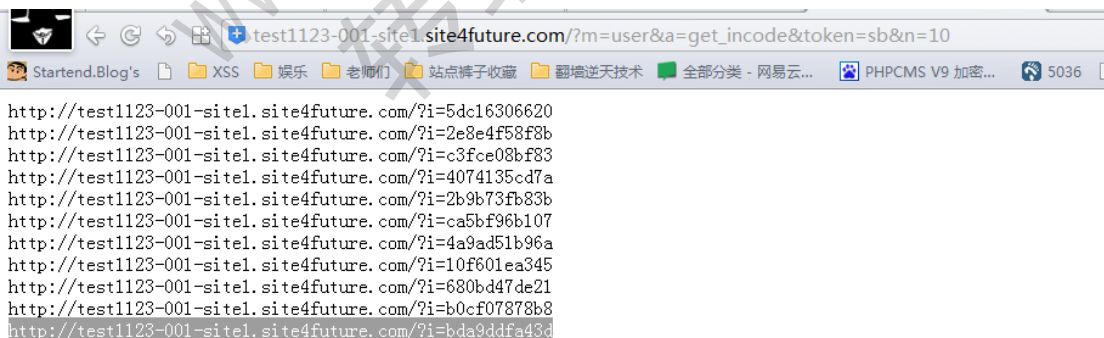 test1123-001-site1.site4future.com/?m=user&a=get_incode&token=sb&n=10
Startend.Blog's XSS 娱乐 老师们 站点裤子收藏 翻墙逆天技术 全部分类 - 网易云... PHPCMS V9 加密... 5036
http://test1123-001-site1.site4future.com/?i=5dc16306620
http://test1123-001-site1.site4future.com/?i=2e8e4f58f8b
http://test1123-001-site1.site4future.com/?i=c3fce08bf83
http://test1123-001-site1.site4future.com/?i=4074135cd7a
http://test1123-001-site1.site4future.com/?i=2b9b73fb83b
http://test1123-001-site1.site4future.com/?i=ca5bf96b107
http://test1123-001-site1.site4future.com/?i=4a9ad51b96a
http://test1123-001-site1.site4future.com/?i=10f601ea345
http://test1123-001-site1.site4future.com/?i=680bd47de21
http://test1123-001-site1.site4future.com/?i=b0cf07878b8
http://test1123-001-site1.site4future.com/?i=bda9ddfa43d